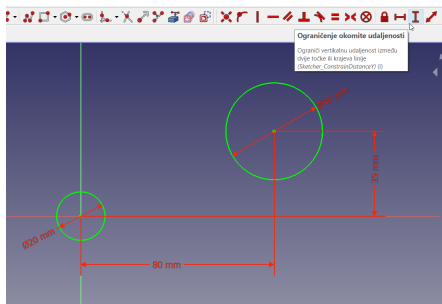 Ograničenje okomite udaljenosti
Ograniči vertikalnu udaljenost između
dvije točke ili krajeva linije
(Sketcher_ConstrainDistanceY) (I)
35 mm
Ø20 mm
80 mm